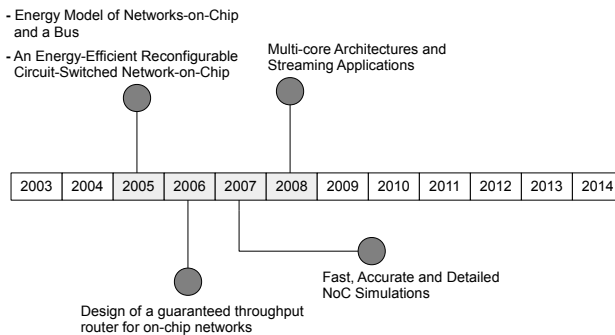 - Energy Model of Networks-on-Chip
and a Bus
- An Energy-Efficient Reconfigurable
Circuit-Switched Network-on-Chip
Multi-core Architectures and
Streaming Applications
2003 2004 2005 2006 2007 2008 2009 2010 2011 2012 2013 2014
Fast, Accurate and Detailed
NoC Simulations
Design of a guaranteed throughput
router for on-chip networks